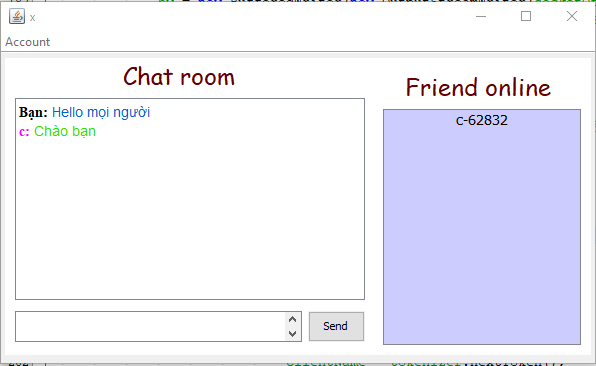 x
Account
Chat room
Friend online
Bạn: Hello mọi người
c: Chào bạn
c-62832
Send